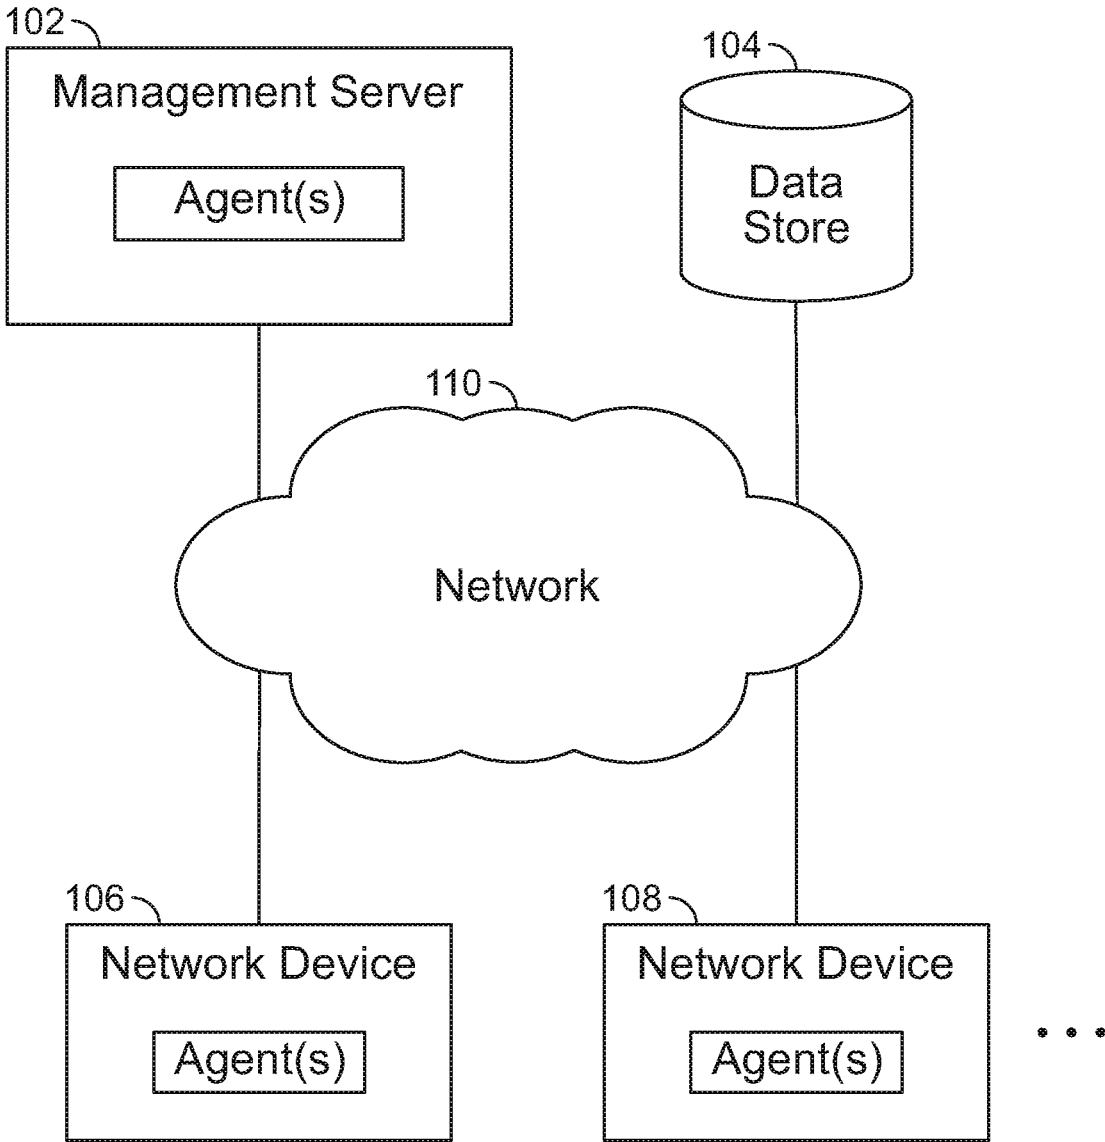 102
Management Server
Agent(s)
104
Data
Store
110
Network
106
Network Device
Agent(s)
108
Network Device
Agent(s)
...